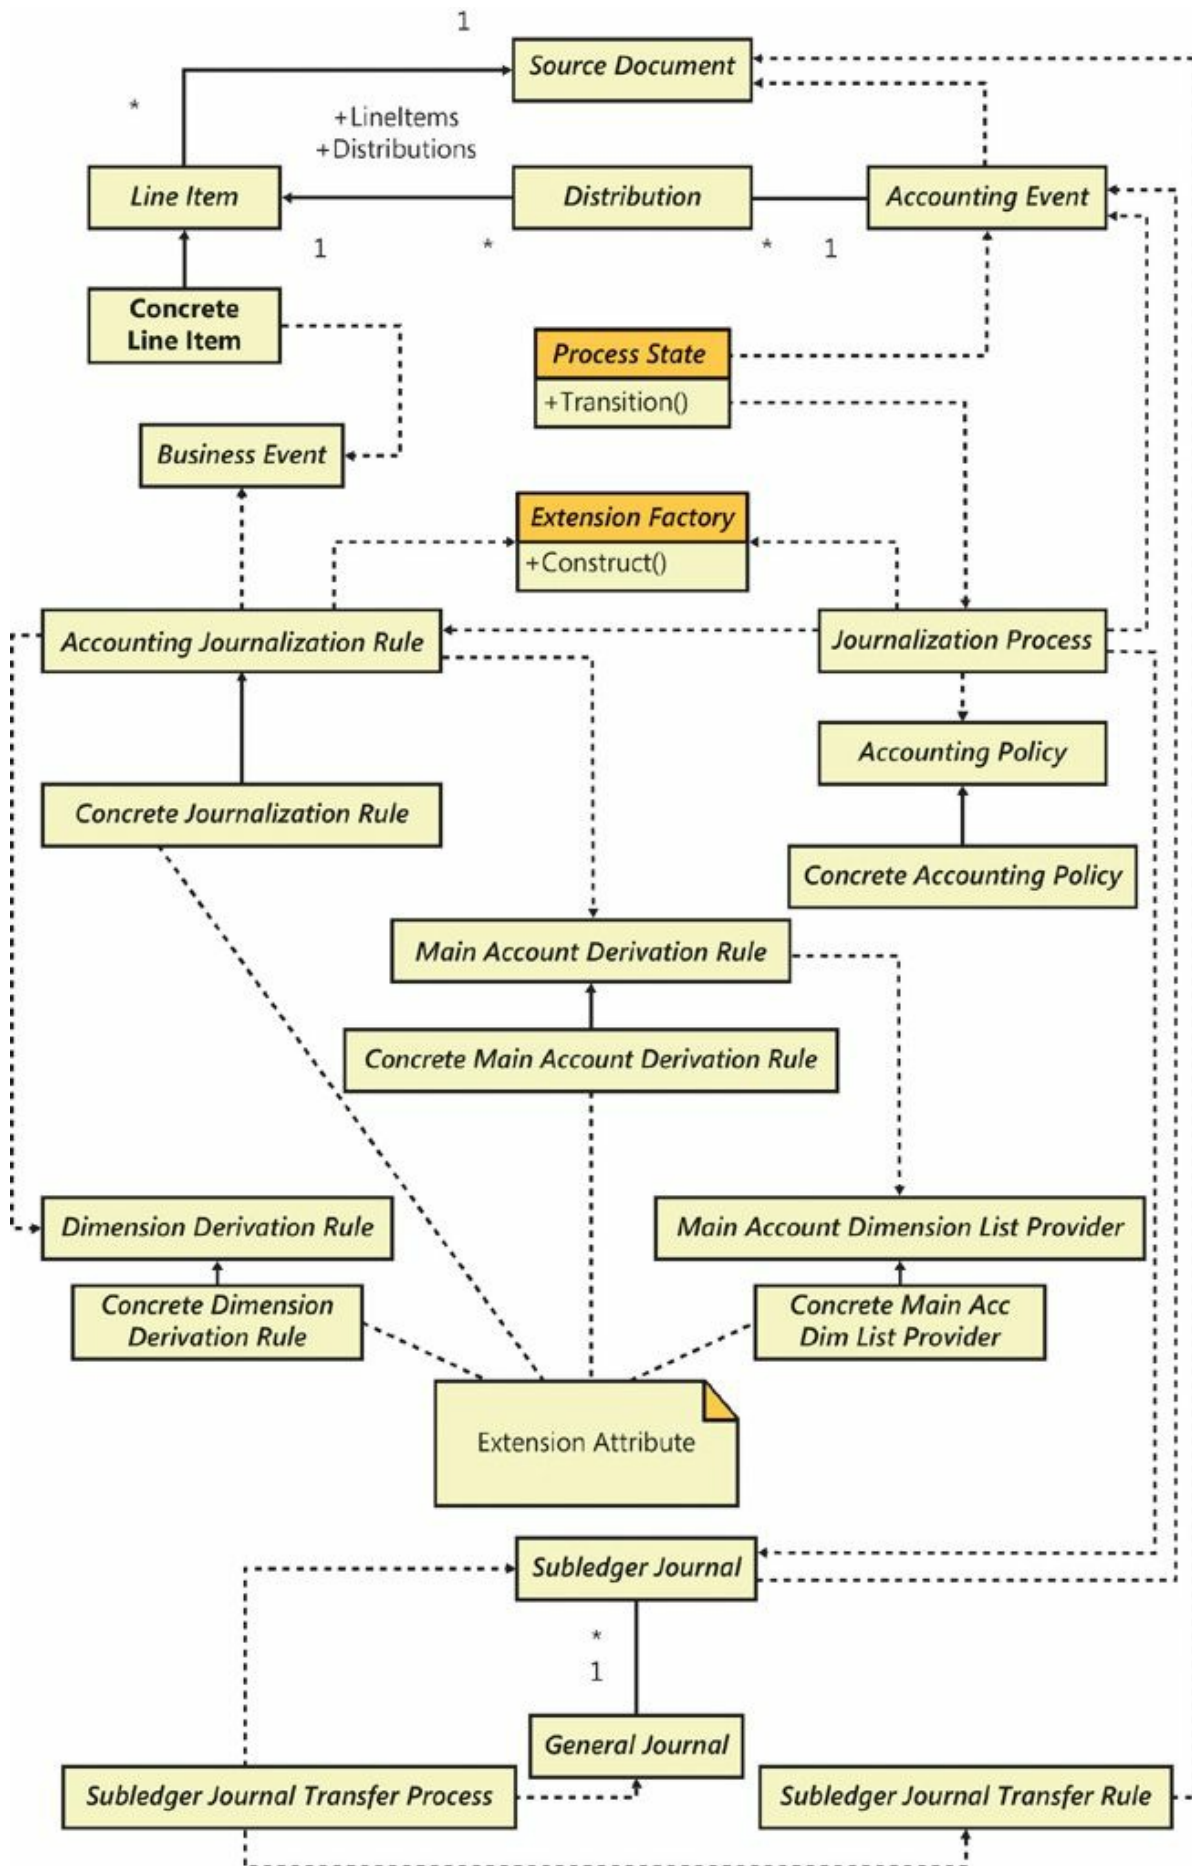 1
Source Document
*
+LineItems
+Distributions
Line Item
Distribution
Accounting Event
1
*
*
1
Concrete
Line Item
Process State
+Transition()
Business Event
Extension Factory
+Construct()
Accounting Journalization Rule
Journalization Process
Accounting Policy
Concrete Journalization Rule
Concrete Accounting Policy
Main Account Derivation Rule
Concrete Main Account Derivation Rule
Dimension Derivation Rule
Main Account Dimension List Provider
Concrete Dimension
Derivation Rule
Concrete Main Acc
Dim List Provider
Extension Attribute
Subledger Journal
*
1
General Journal
Subledger Journal Transfer Process
Subledger Journal Transfer Rule